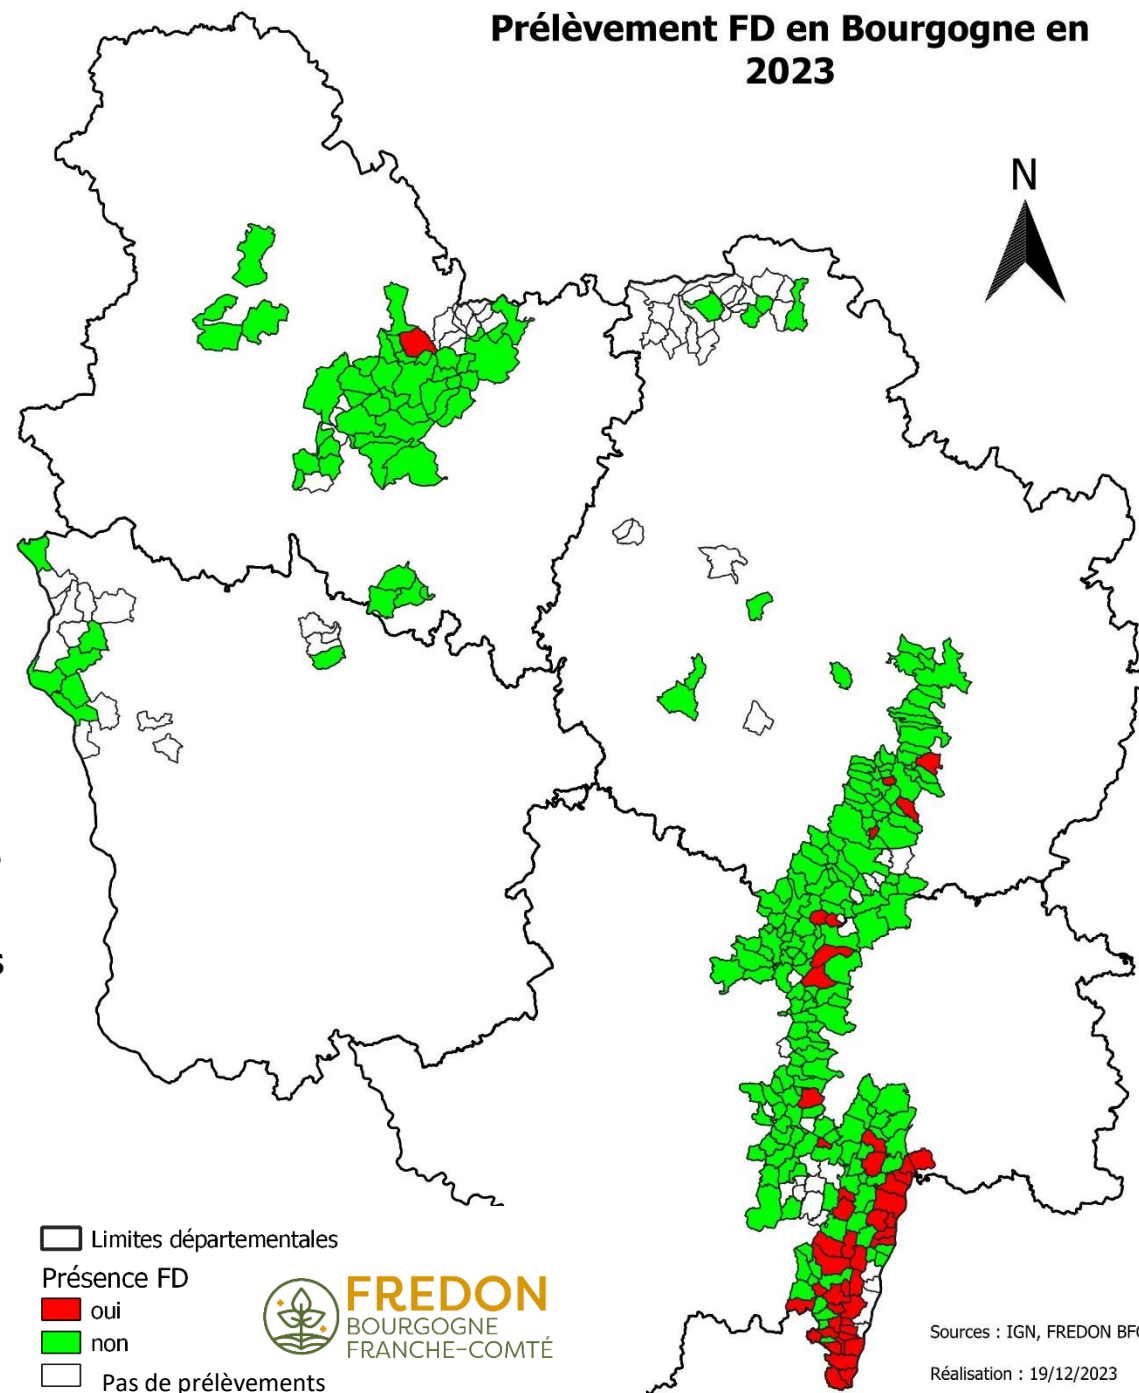 Prélèvement FD en Bourgogne en
2023
N
Limites départementales
Présence FD
oui
non
Pas de prélèvements
FREDON
BOURGOGNE
FRANCHE-COMTÉ
Sources : IGN, FREDON
Réalisation : 19/12/2023